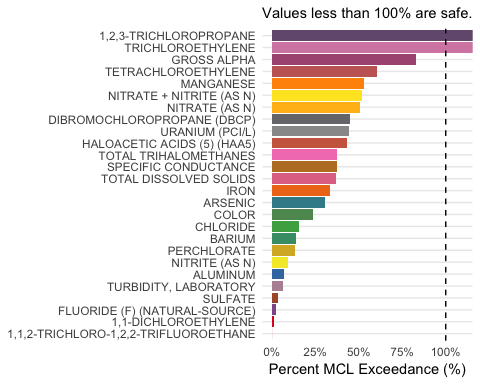 Values less than 100% are safe.
1,2,3-TRICHLOROPROPANE
TRICHLOROETHYLENE
GROSS ALPHA
TETRACHLOROETHYLENE
MANGANESE
NITRATE + NITRITE (AS N)
NITRATE (AS N)
DIBROMOCHLOROPROPANE (DBCP)
URANIUM (PCI/L)
HALOACETIC ACIDS (5) (HAA5)
TOTAL TRIHALOMETHANES
SPECIFIC CONDUCTANCE
TOTAL DISSOLVED SOLIDS
IRON
ARSENIC
COLOR
CHLORIDE
BARIUM
PERCHLORATE
NITRITE (AS N)
ALUMINUM
TURBIDITY, LABORATORY
SULFATE
FLUORIDE (F) (NATURAL-SOURCE)
1,1-DICHLOROETHYLENE
1,1,2-TRICHLORO-1,2,2-TRIFLUOROETHANE
0% 25% 50% 75% 100%
Percent MCL Exceedance (%)